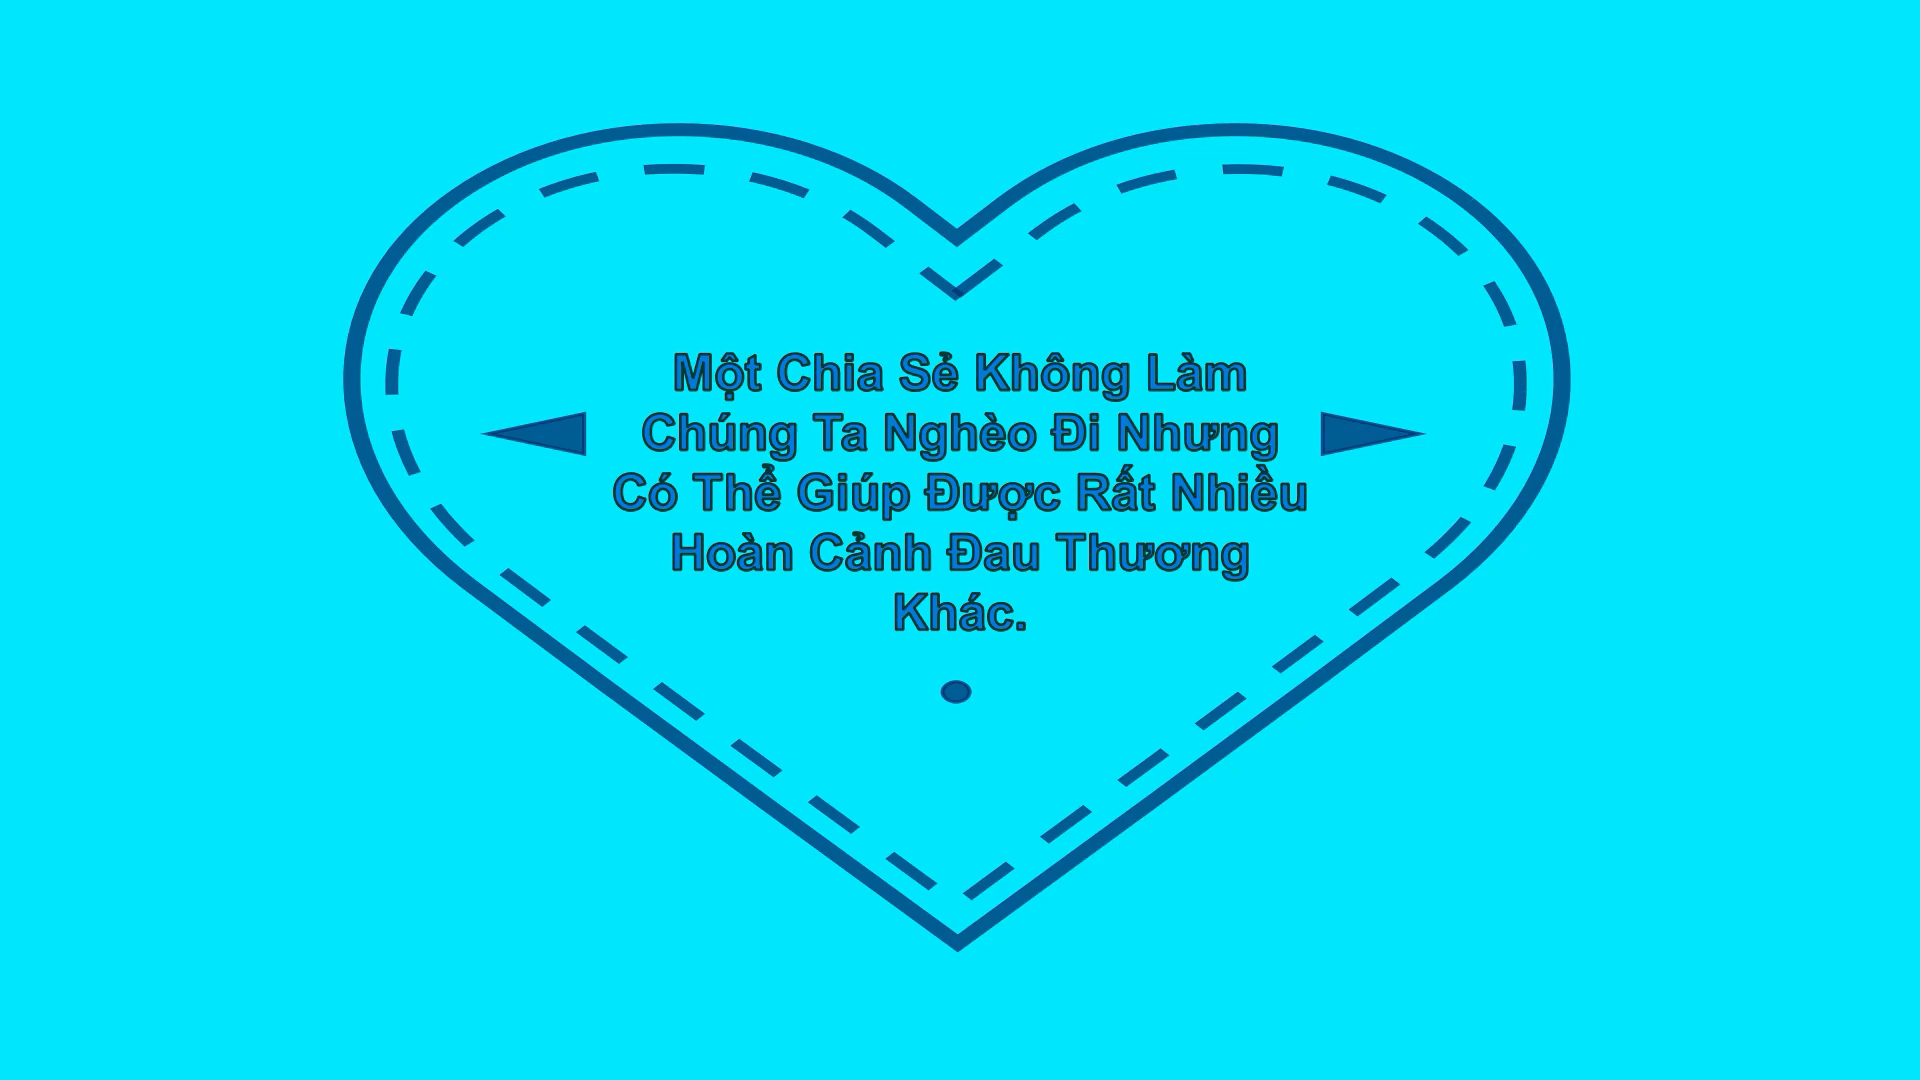 Một Chia Sẻ Không Làm
Chúng Ta Nghèo Đi Nhưng
Có Thể Giúp Được Rất Nhiều
Hoàn Cảnh Đau Thương
Khác.